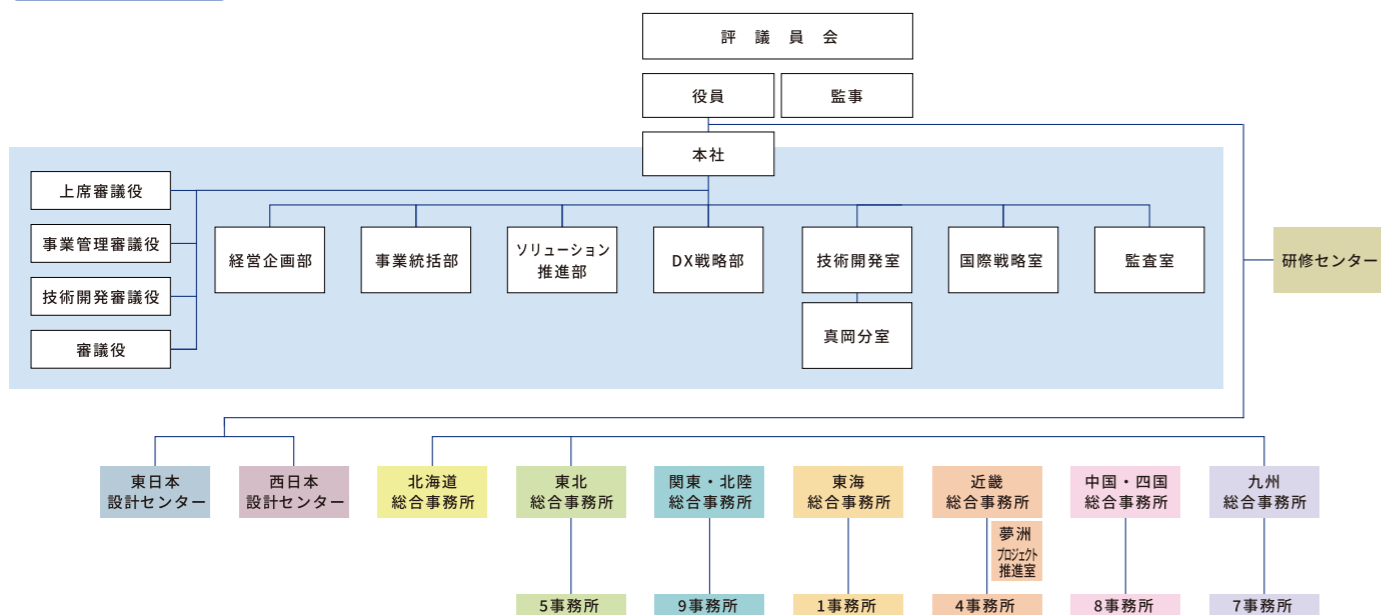 評議員会
役員
監事
本社
上席審議役
事業管理審議役
技術開発審議役
審議役
経営企画部
事業統括部
ソリューション
推進部
DX戦略部
技術開発室
国際戦略室
監査室
真岡分室
研修センター
東日本
設計センター
西日本
設計センター
北海道
総合事務所
東北
総合事務所
関東・北陸
総合事務所
東海
総合事務所
近畿
総合事務所
中国・四国
総合事務所
九州
総合事務所
夢洲
プロジェクト
推進室
5事務所
9事務所
1事務所
4事務所
8事務所
7事務所